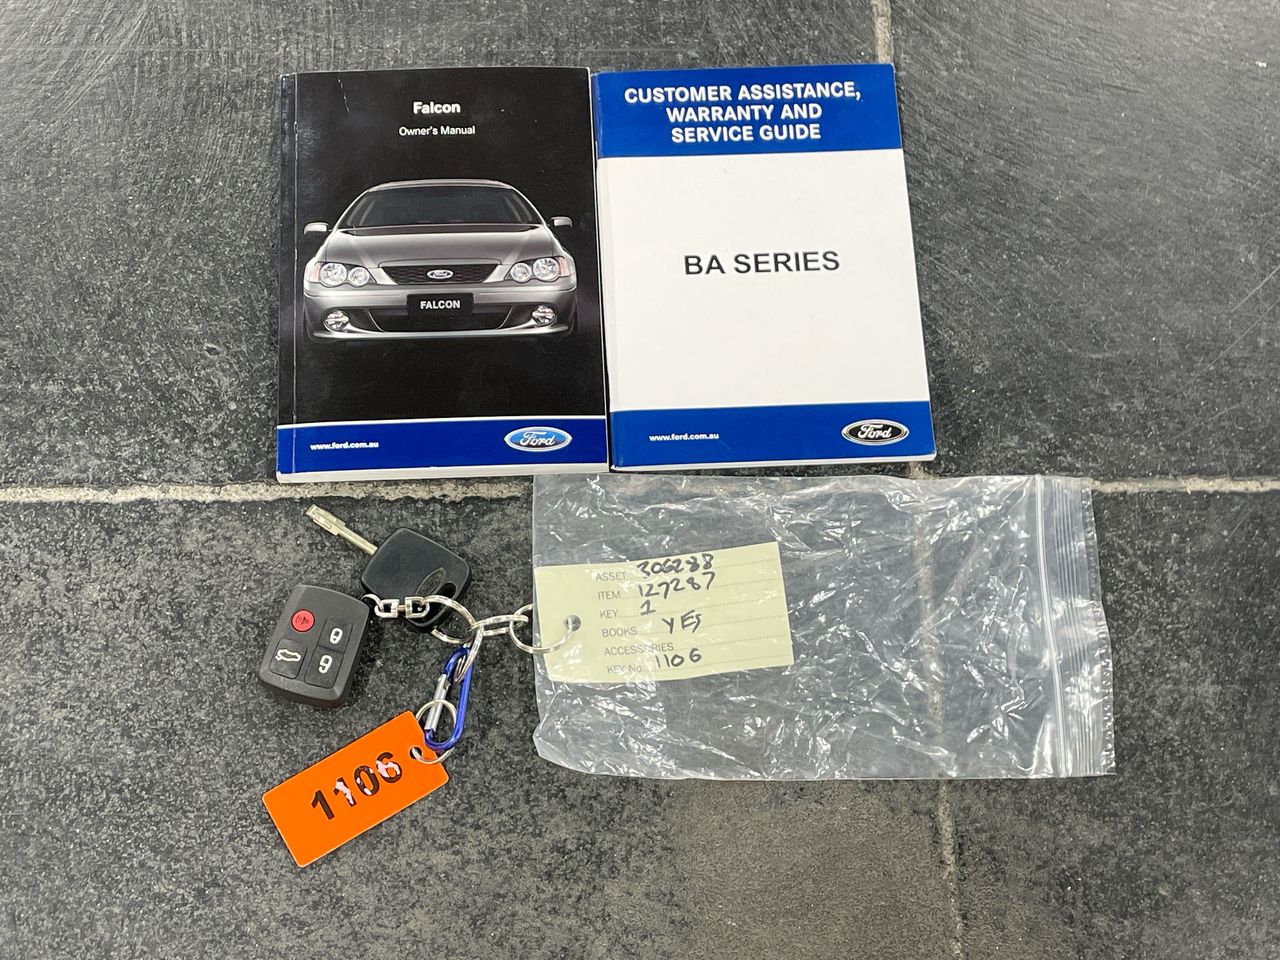 Falcon
Owner's Manual
Ford
FALCON
www.ford.com.au
Ford
CUSTOMER ASSISTANCE,
WARRANTY AND
SERVICE GUIDE
BA SERIES
www.ford.com.au
Ford
ASSET 306288
ITEM 127287
KEY 1
BOOKS YES
ACCESSORIES
KEY No. 1106
1106